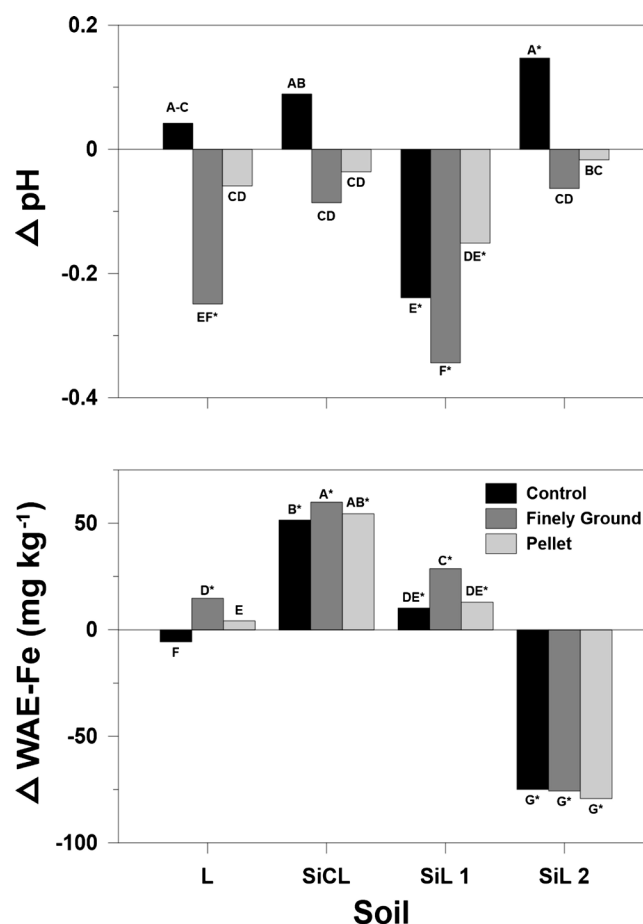 0.2
0
-0.2
-0.4
Δ pH
A-C
EF*
CD
AB
CD
CD
E*
F*
DE*
A*
CD
BC
50
0
-50
-100
Δ WAE-Fe (mg kg⁻¹)
Control
Finely Ground
Pellet
F
D*
E
B*
A*
AB*
DE*
C*
DE*
G*
G*
G*
L
SiCL
SiL 1
SiL 2
Soil